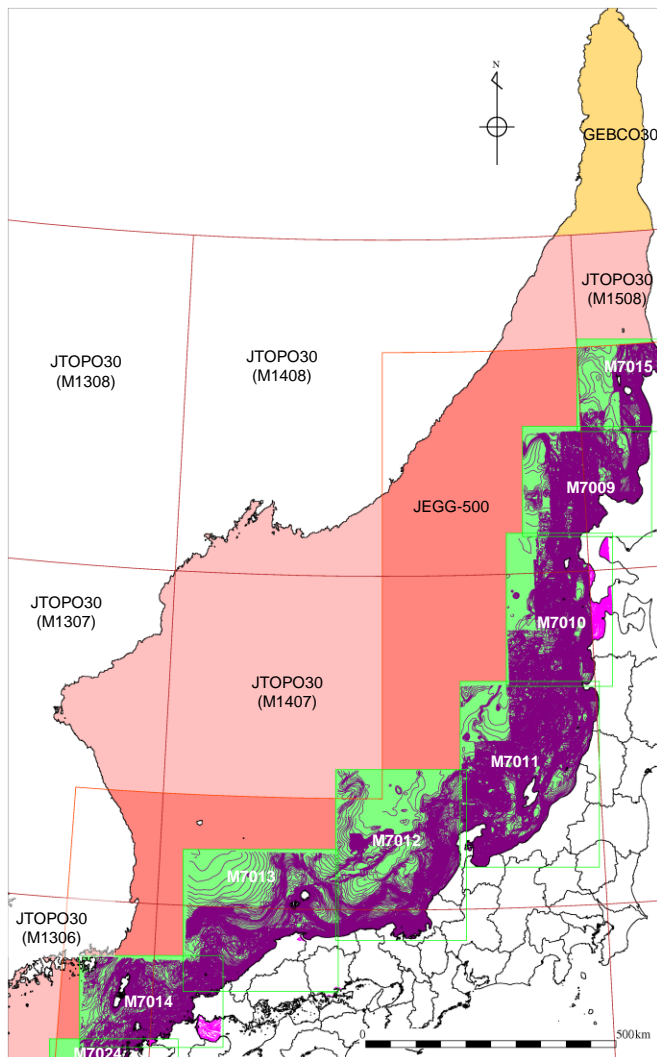 N
GEBCO30
JTOPO30
(M1508)
JTOPO30
(M1308)
JTOPO30
(M1408)
M7015
M7009
JEGG-500
JTOPO30
(M1307)
M7010
JTOPO30
(M1407)
M7011
M7012
M7013
JTOPO30
(M1306)
M7014
0
500km
M7024